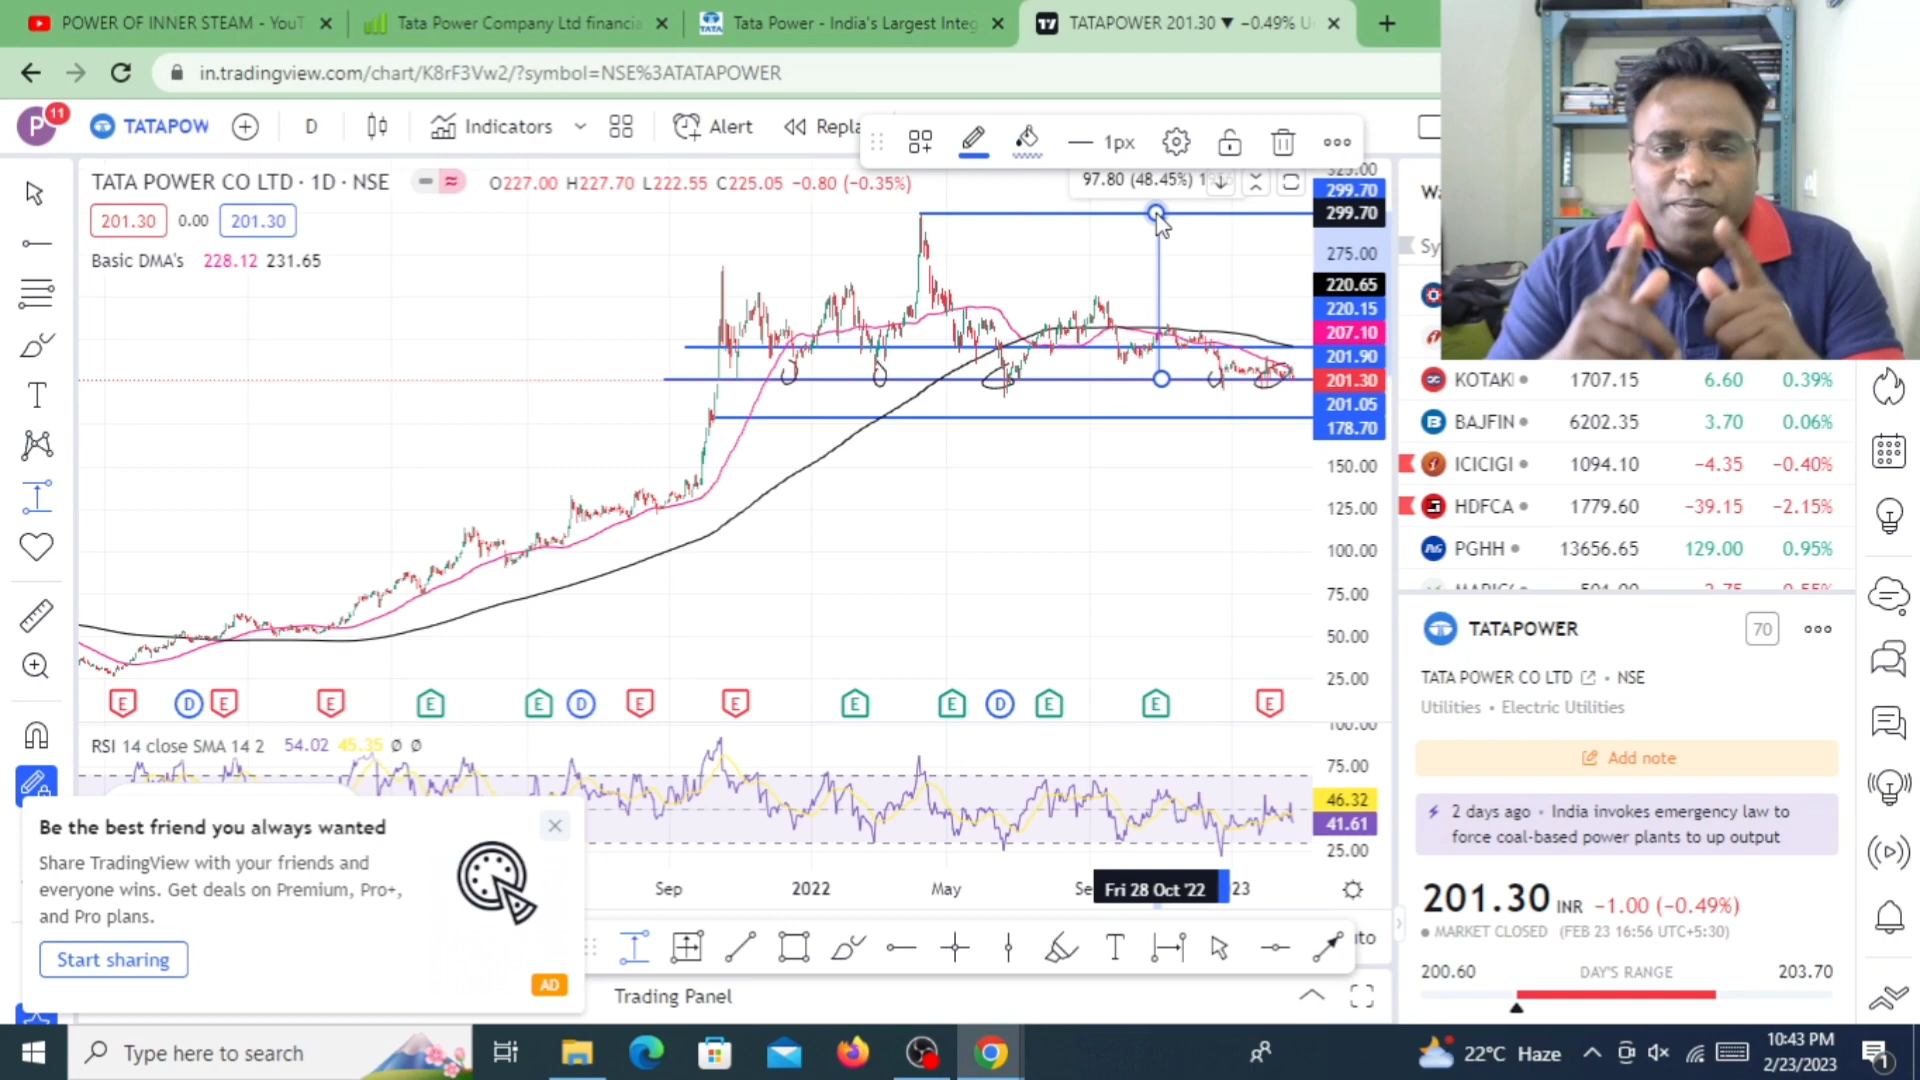 POWER OF INNER STEAM - YouT
Tata Power Company Ltd financia
Tata Power - India's Largest Integ
TATAPOWER 201.30 ▼ −0.49% U
in.tradingview.com/chart/K8rF3Vw2/?symbol=NSE%3ATATAPOWER
P 11
TATAPOW
D
Indicators
Alert
Repla
1px
TATA POWER CO LTD · 1D · NSE
O227.00 H227.70 L222.55 C225.05 −0.80 (−0.35%)
97.80 (48.45%)
201.30 0.00 201.30
Basic DMA's 228.12 231.65
325.00
299.70
299.70
275.00
220.65
220.15
207.10
201.90
201.30
201.05
178.70
150.00
125.00
100.00
75.00
50.00
25.00
E D E E E E D E E E E D E E E
RSI 14 close SMA 14 2 54.02 45.35 Ø Ø
100.00
75.00
46.32
41.61
25.00
Sep 2022 May Se Fri 28 Oct '22 23
Be the best friend you always wanted
Share TradingView with your friends and
everyone wins. Get deals on Premium, Pro+,
and Pro plans.
Start sharing
AD
Trading Panel
KOTAK 1707.15 6.60 0.39%
BAJFIN 6202.35 3.70 0.06%
ICICIGI 1094.10 −4.35 −0.40%
HDFCA 1779.60 −39.15 −2.15%
PGHH 13656.65 129.00 0.95%
TATAPOWER
70
TATA POWER CO LTD • NSE
Utilities • Electric Utilities
Add note
2 days ago • India invokes emergency law to
force coal-based power plants to up output
201.30 INR −1.00 (−0.49%)
MARKET CLOSED (FEB 23 16:56 UTC+5:30)
200.60 DAY'S RANGE 203.70
Type here to search
22°C Haze
10:43 PM
2/23/2023
1